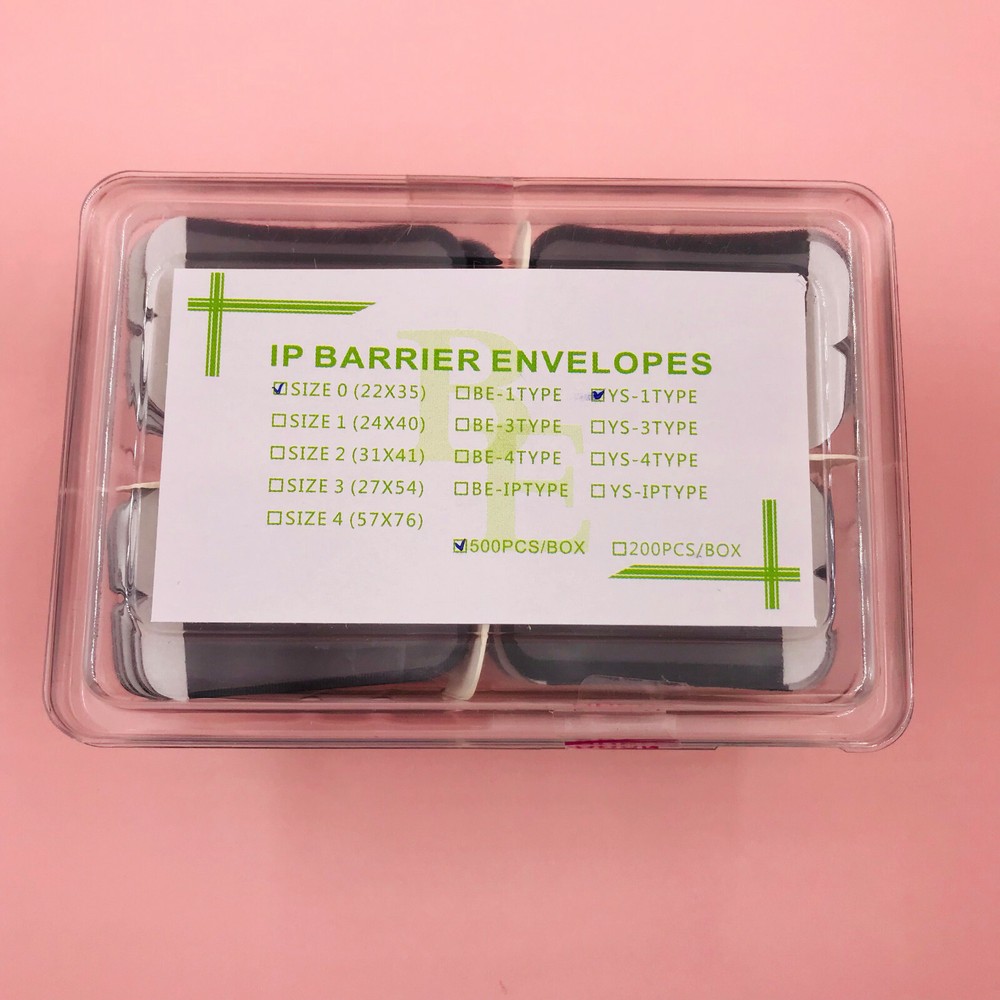 IP BARRIER ENVELOPES
☑SIZE 0 (22X35) ☐BE-1TYPE ☑YS-1TYPE
☐SIZE 1 (24X40) ☐BE-3TYPE ☐YS-3TYPE
☐SIZE 2 (31X41) ☐BE-4TYPE ☐YS-4TYPE
☐SIZE 3 (27X54) ☐BE-IPTYPE ☐YS-IPTYPE
☐SIZE 4 (57X76)
☑500PCS/BOX ☐200PCS/BOX
BE